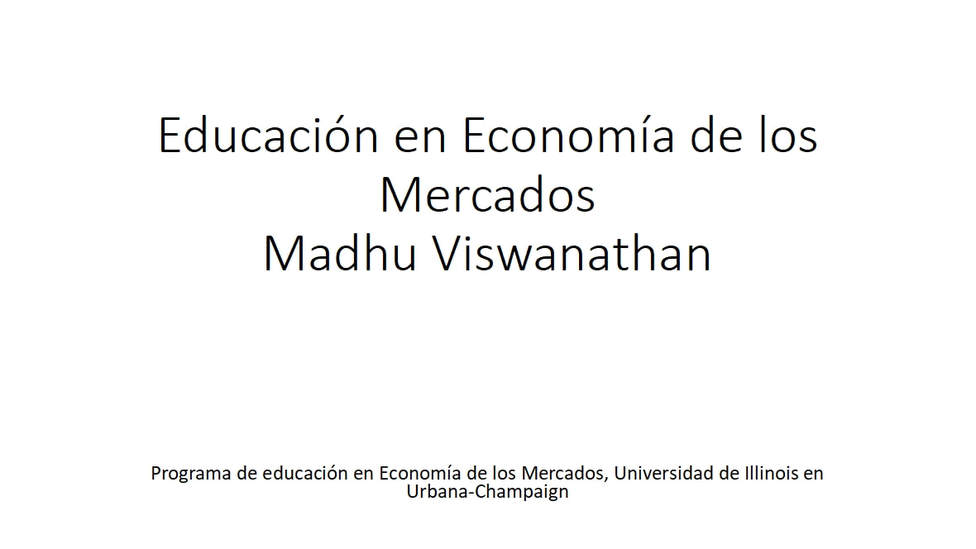 Educación en Economía de los
Mercados
Madhu Viswanathan
Programa de educación en Economía de los Mercados, Universidad de Illinois en
Urbana-Champaign